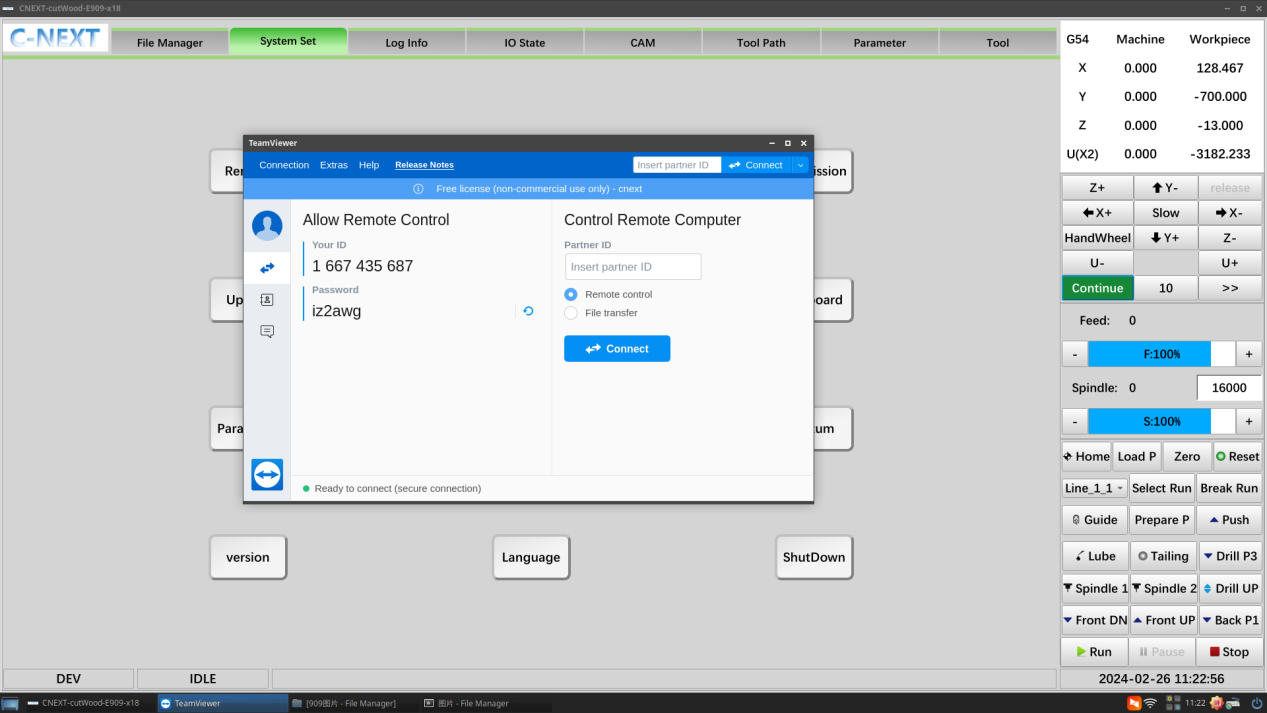 CNEXT-cutWood-E909-x18
C-NEXT
File Manager
System Set
Log Info
IO State
CAM
Tool Path
Parameter
Tool
G54 Machine Workpiece
X 0.000 128.467
Y 0.000 -700.000
Z 0.000 -13.000
U(X2) 0.000 -3182.233
TeamViewer
Connection Extras Help Release Notes
Insert partner ID
Connect
Free license (non-commercial use only) - cnext
Allow Remote Control
Your ID
1 667 435 687
Password
iz2awg
Control Remote Computer
Partner ID
Insert partner ID
Remote control
File transfer
Connect
Ready to connect (secure connection)
Rer
ission
Up
oard
Para
um
version
Language
ShutDown
Z+ Y- release
X+ Slow X-
HandWheel Y+ Z-
U- U+
Continue 10 >>
Feed: 0
- F:100% +
Spindle: 0 16000
- S:100% +
Home Load P Zero Reset
Line_1_1 Select Run Break Run
Guide Prepare P Push
Lube Tailing Drill P3
Spindle 1 Spindle 2 Drill UP
Front DN Front UP Back P1
Run Pause Stop
DEV
IDLE
2024-02-26 11:22:56
CNEXT-cutWood-E909-x18
TeamViewer
[909图片 - File Manager]
图片 - File Manager
11:22